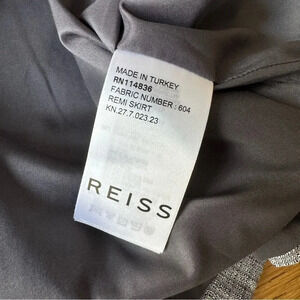 MADE IN TURKEY
RN114836
FABRIC NUMBER : 604
REMI SKIRT
KN.27.7.023.23
REISS